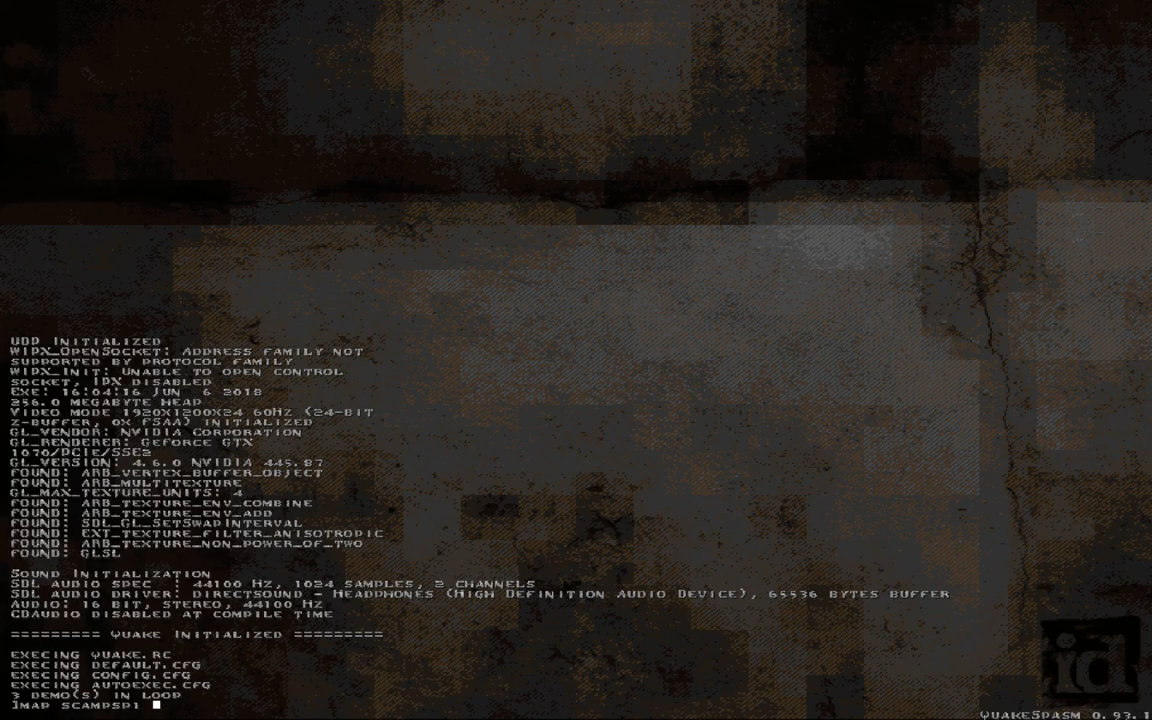 UDP Initialized
WIPX_OpenSocket: Address family not
supported by protocol family
WIPX_Init: Unable to open control
socket, IPX disabled
Exe: 16:04:16 Jun  6 2018
256.0 megabyte heap
Video mode 1920x1200x24 60Hz (24-bit
z-buffer, 0x FSAA) initialized
GL_VENDOR: NVIDIA Corporation
GL_RENDERER: GeForce GTX
1070/PCIe/SSE2
GL_VERSION: 4.6.0 NVIDIA 445.87
FOUND: ARB_vertex_buffer_object
FOUND: ARB_multitexture
GL_MAX_TEXTURE_UNITS: 4
FOUND: ARB_texture_env_combine
FOUND: ARB_texture_env_add
FOUND: SDL_GL_SetSwapInterval
FOUND: EXT_texture_filter_anisotropic
FOUND: ARB_texture_non_power_of_two
FOUND: GLSL
Sound Initialization
SDL audio spec  : 44100 Hz, 1024 samples, 2 channels
SDL audio driver: directsound - Headphones (High Definition Audio Device), 65536 bytes buffer
Audio: 16 bit, stereo, 44100 Hz
CDAudio disabled at compile time
========= Quake Initialized =========
execing quake.rc
execing default.cfg
execing config.cfg
execing autoexec.cfg
3 demo(s) in loop
]map scampsp1
id
QuakeSpasm 0.93.1